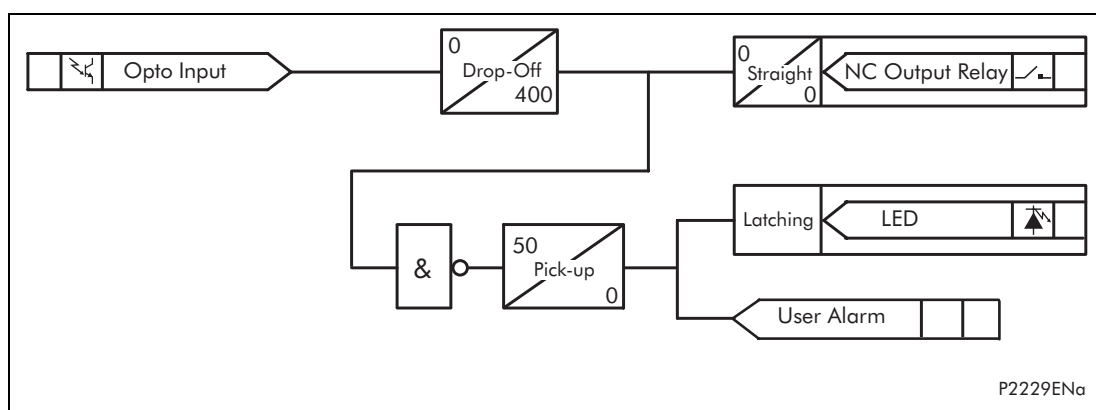 Opto Input
0
Drop-Off
400
0
Straight
0
NC Output Relay
&
50
Pick-up
0
Latching
LED
User Alarm
P2229ENa